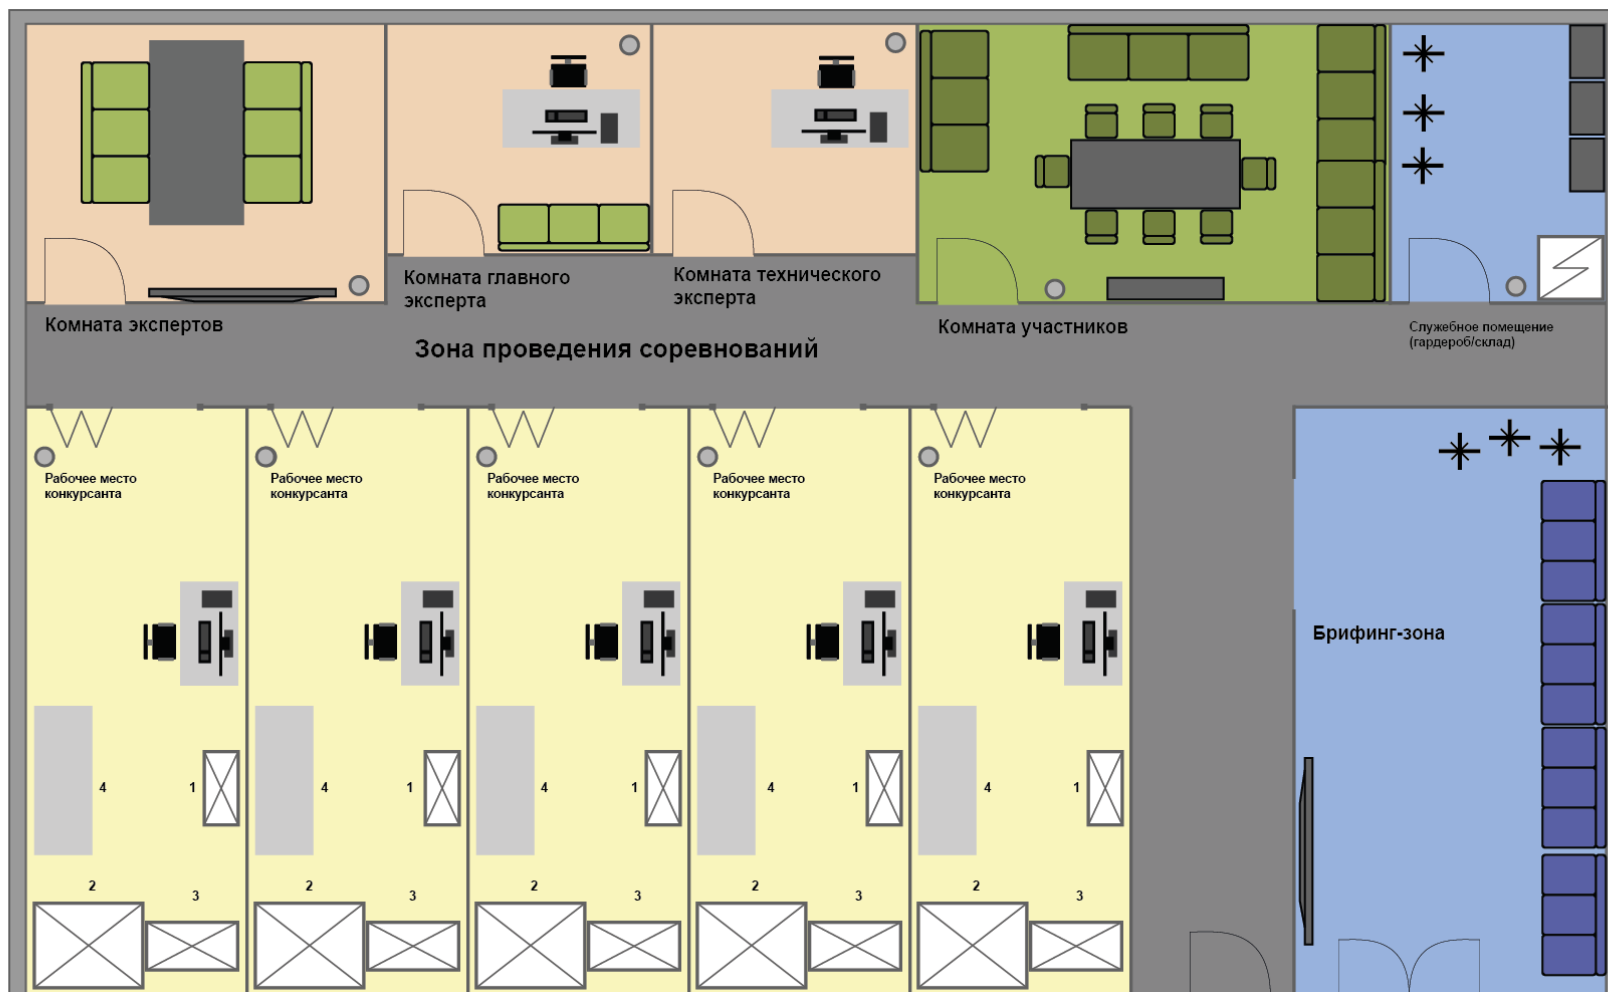 Комната главного
эксперта
Комната технического
эксперта
Комната экспертов
Комната участников
Служебное помещение
(гардероб/склад)
Зона проведения соревнований
Рабочее место
конкурсанта
Рабочее место
конкурсанта
Рабочее место
конкурсанта
Рабочее место
конкурсанта
Рабочее место
конкурсанта
Брифинг-зона
4
1
4
1
4
1
4
1
4
1
2
3
2
3
2
3
2
3
2
3